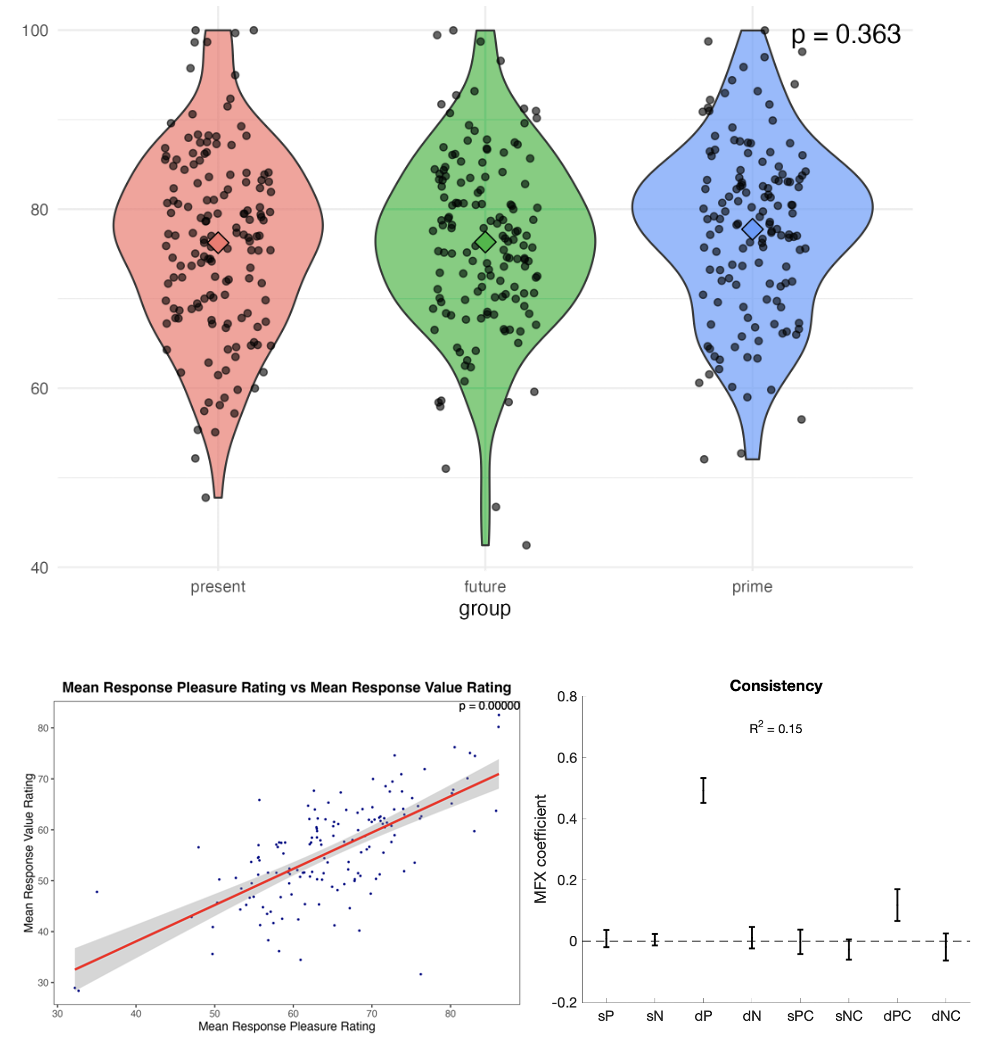 100
p = 0.363
80
60
40
present future prime
group
Mean Response Pleasure Rating vs Mean Response Value Rating
p = 0.00000
80
70
60
50
40
30
Mean Response Value Rating
30 40 50 60 70 80
Mean Response Pleasure Rating
Consistency
R² = 0.15
0.8
0.6
0.4
0.2
0
-0.2
MFX coefficient
sP sN dP dN sPC sNC dPC dNC